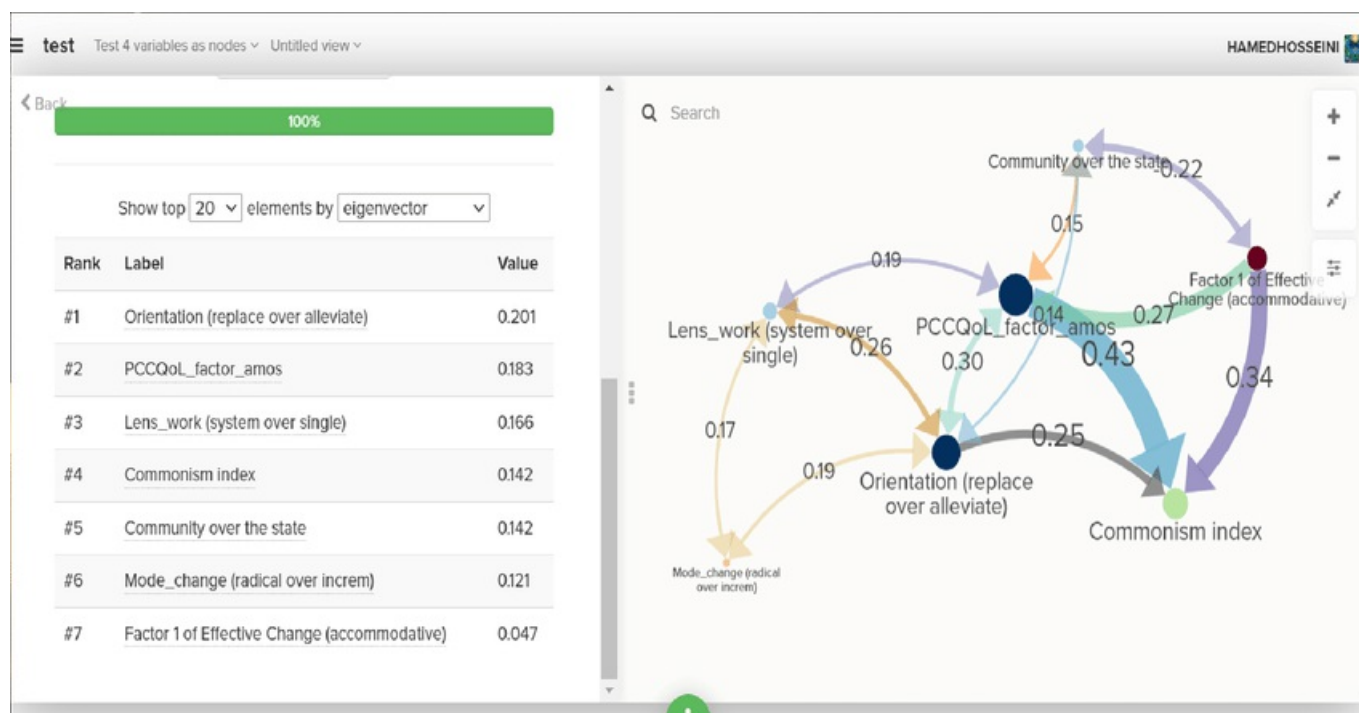 test Test 4 variables as nodes Untitled view
HAMEDHOSSEINI
Back
100%
Show top 20 elements by eigenvector
Rank Label Value
#1 Orientation (replace over alleviate) 0.201
#2 PCCQoL_factor_amos 0.183
#3 Lens_work (system over single) 0.166
#4 Commonism index 0.142
#5 Community over the state 0.142
#6 Mode_change (radical over increm) 0.121
#7 Factor 1 of Effective Change (accommodative) 0.047
Search
Community over the state
-0.22
0.15
0.19
Factor 1 of Effective
Change (accommodative)
PCCQoL_factor_amos
0.14
0.27
Lens_work (system over
single)
0.26
0.30
0.43
0.34
0.17
0.25
0.19
Orientation (replace
over alleviate)
Commonism index
Mode_change (radical
over increm)